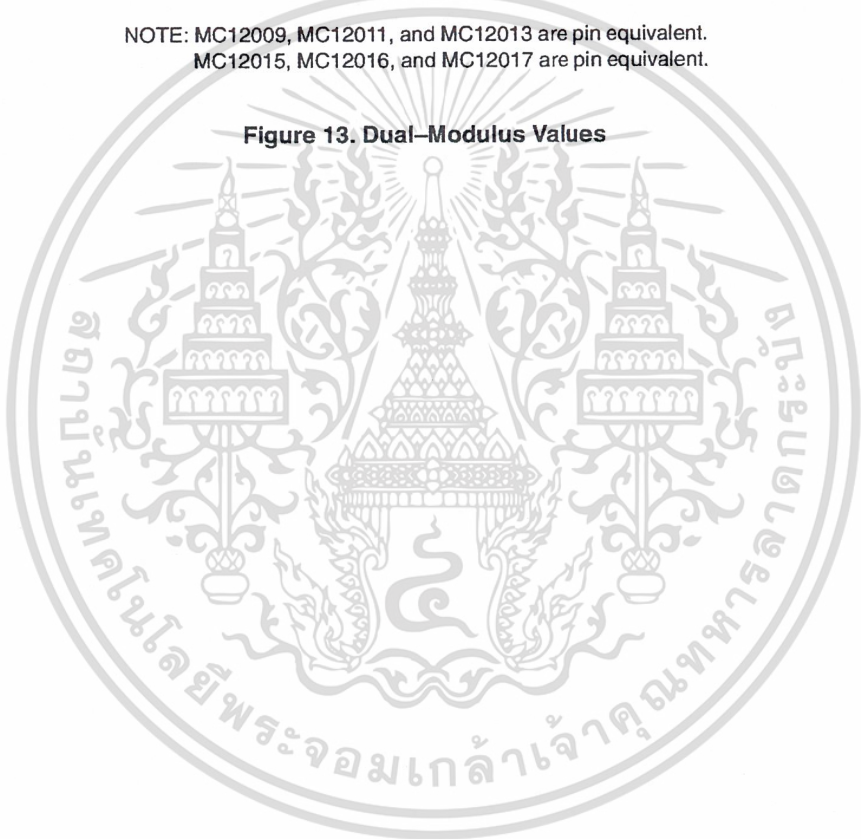 NOTE: MC12009, MC12011, and MC12013 are pin equivalent.
MC12015, MC12016, and MC12017 are pin equivalent.
Figure 13. Dual–Modulus Values
สถาบันเทคโนโลยีพระจอมเกล้าเจ้าคุณทหารลาดกระบัง
๔